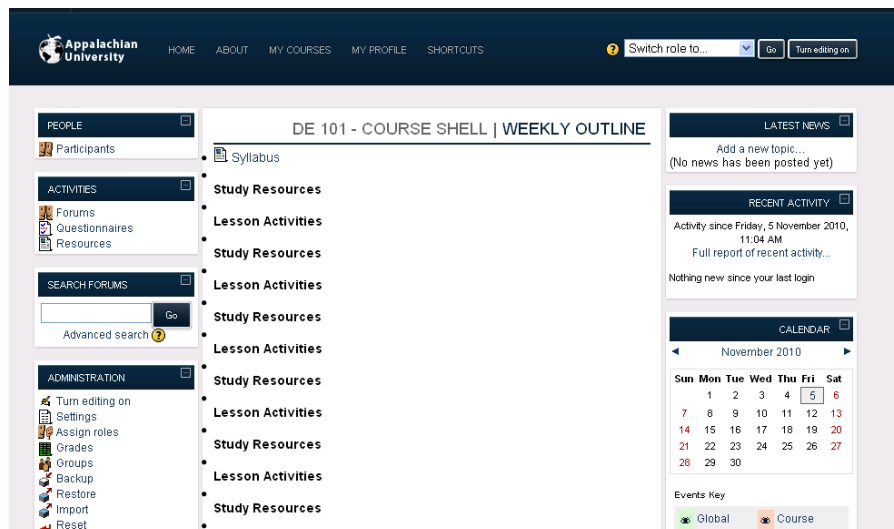 Appalachian
University
HOME ABOUT MY COURSES MY PROFILE SHORTCUTS
Switch role to...
Go
Turn editing on
PEOPLE
Participants
ACTIVITIES
Forums
Questionnaires
Resources
SEARCH FORUMS
Go
Advanced search
ADMINISTRATION
Turn editing on
Settings
Assign roles
Grades
Groups
Backup
Restore
Import
Reset
DE 101 - COURSE SHELL | WEEKLY OUTLINE
Syllabus
Study Resources
Lesson Activities
Study Resources
Lesson Activities
Study Resources
Lesson Activities
Study Resources
Lesson Activities
Study Resources
Lesson Activities
Study Resources
LATEST NEWS
Add a new topic...
(No news has been posted yet)
RECENT ACTIVITY
Activity since Friday, 5 November 2010,
11:04 AM
Full report of recent activity...
Nothing new since your last login
CALENDAR
November 2010
Sun Mon Tue Wed Thu Fri Sat
1 2 3 4 5 6
7 8 9 10 11 12 13
14 15 16 17 18 19 20
21 22 23 24 25 26 27
28 29 30
Events Key
Global Course